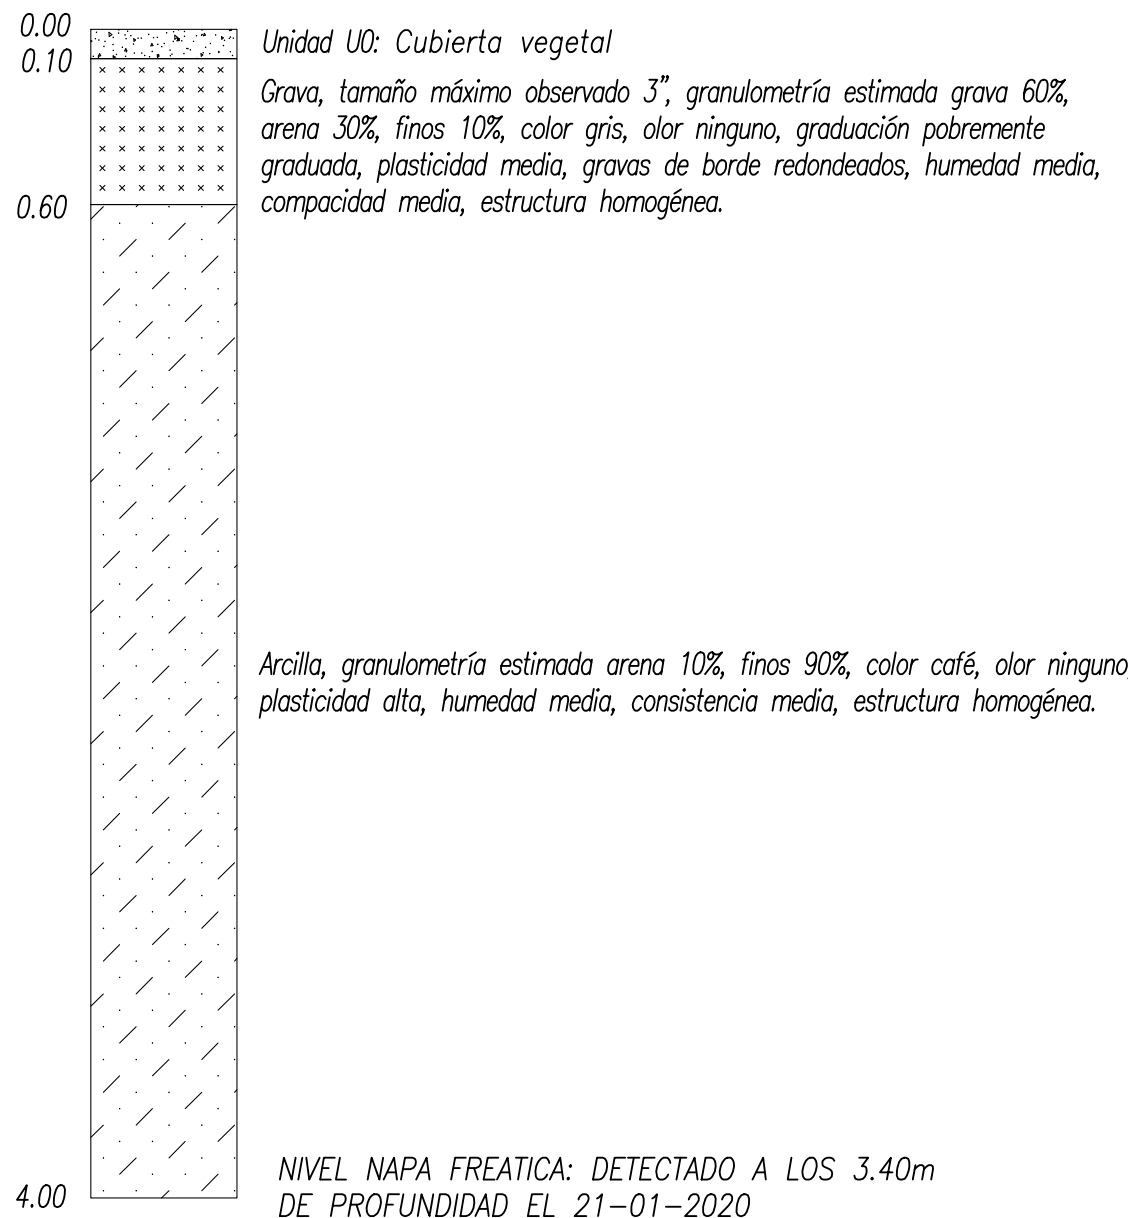 0.00
Unidad U0: Cubierta vegetal
0.10
Grava, tamaño máximo observado 3", granulometría estimada grava 60%,
arena 30%, finos 10%, color gris, olor ninguno, graduación pobremente
graduada, plasticidad media, gravas de borde redondeados, humedad media,
0.60
compacidad media, estructura homogénea.
Arcilla, granulometría estimada arena 10%, finos 90%, color café, olor ninguno,
plasticidad alta, humedad media, consistencia media, estructura homogénea.
NIVEL NAPA FREATICA: DETECTADO A LOS 3.40m
4.00
DE PROFUNDIDAD EL 21-01-2020